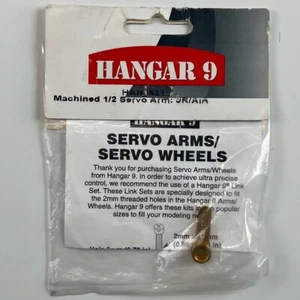 HANGAR 9
Machined 1/2 Servo Arm: JR/Air
HANGAR 9
SERVO ARMS/
SERVO WHEELS
Thank you for purchasing Servo Arms/Wheels
from Hangar 9. In order to achieve ultra precise
control, we recommend the use of a Hangar 9® Link
Set. These Link Sets are specially designed to fit
the 2mm threaded holes in the Hangar 9 Arms/
Wheels. Hangar 9 offers these kits in popular
sizes to fill your modeling
2mm